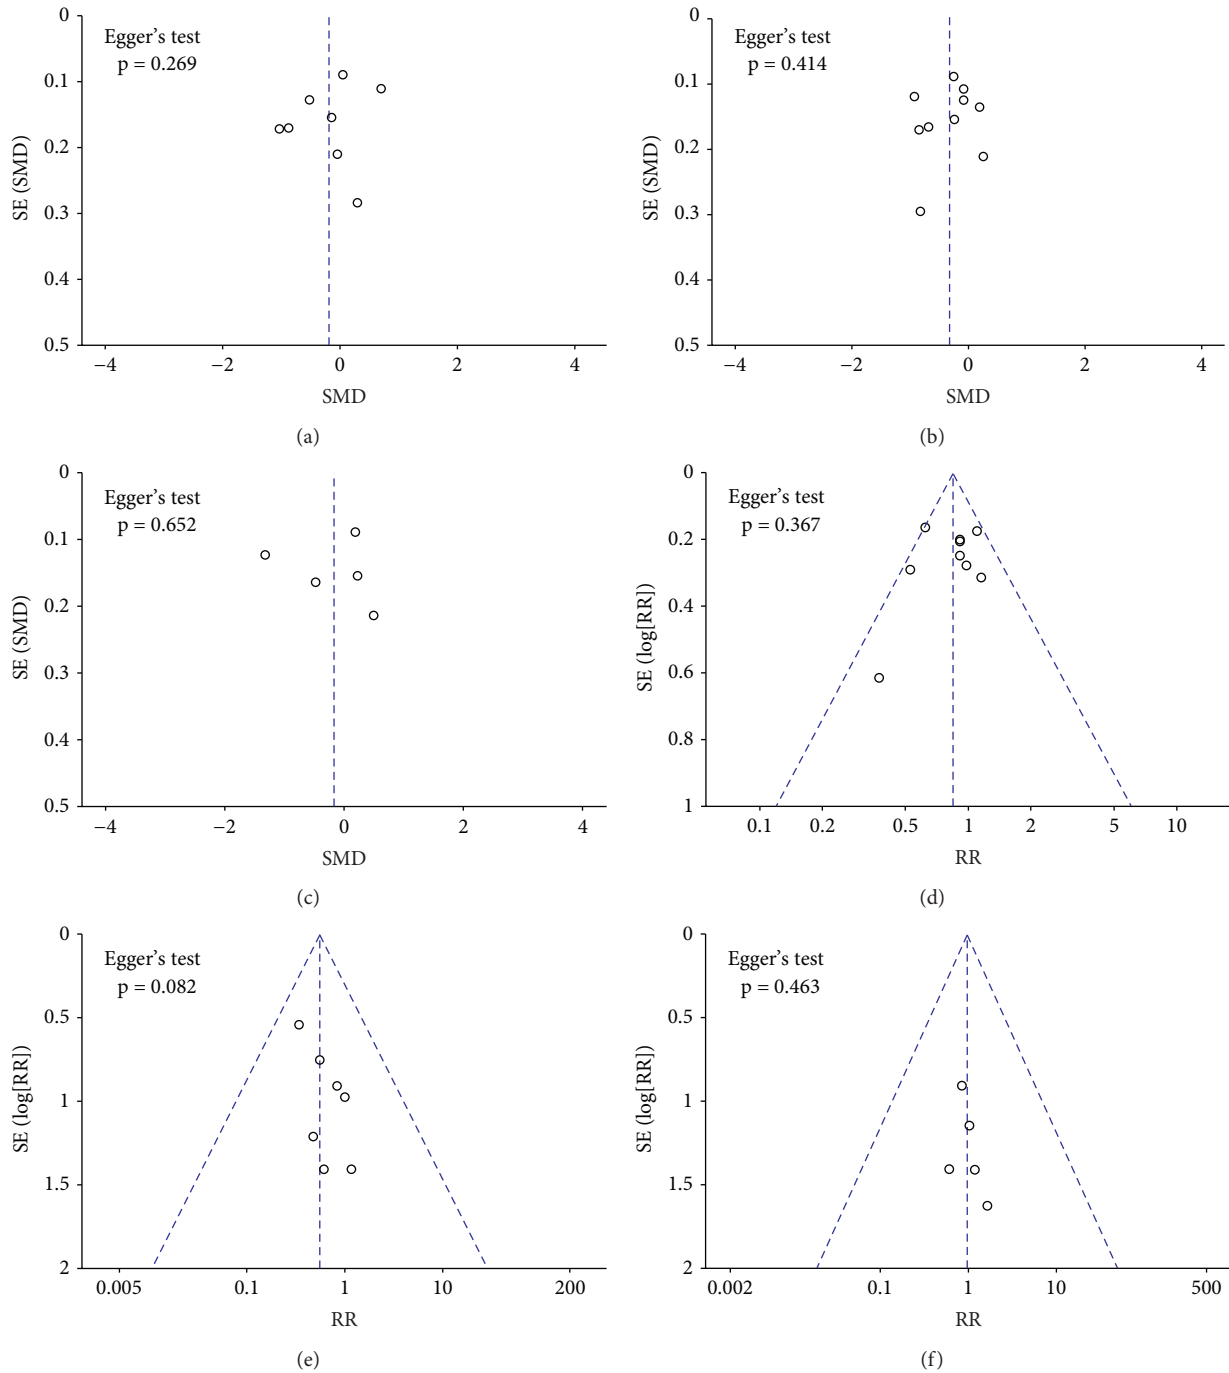 Egger's test
p = 0.269
0
0.1
0.2
0.3
0.4
0.5
SE (SMD)
−4
−2
0
2
4
SMD
(a)
Egger's test
p = 0.414
0
0.1
0.2
0.3
0.4
0.5
SE (SMD)
−4
−2
0
2
4
SMD
(b)
Egger's test
p = 0.652
0
0.1
0.2
0.3
0.4
0.5
SE (SMD)
−4
−2
0
2
4
SMD
(c)
Egger's test
p = 0.367
0
0.2
0.4
0.6
0.8
1
SE (log[RR])
0.1
0.2
0.5
1
2
5
10
RR
(d)
Egger's test
p = 0.082
0
0.5
1
1.5
2
SE (log[RR])
0.005
0.1
1
10
200
RR
(e)
Egger's test
p = 0.463
0
0.5
1
1.5
2
SE (log[RR])
0.002
0.1
1
10
500
RR
(f)